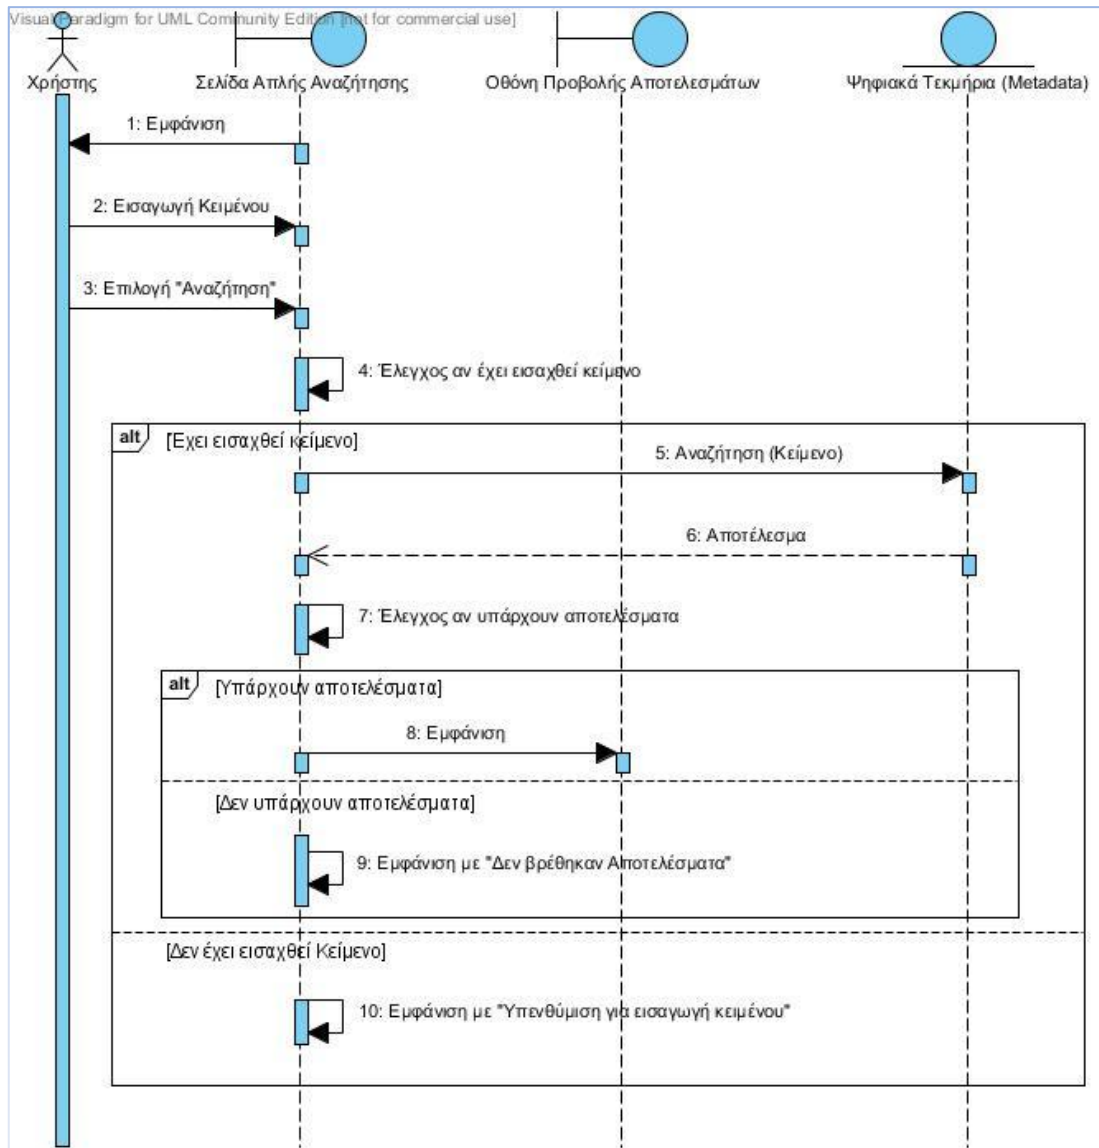 Visual Paradigm for UML Community Edition [not for commercial use]
Χρήστης
Σελίδα Απλής Αναζήτησης
Οθόνη Προβολής Αποτελεσμάτων
Ψηφιακά Τεκμήρια (Metadata)
1: Εμφάνιση
2: Εισαγωγή Κειμένου
3: Επιλογή "Αναζήτηση"
4: Έλεγχος αν έχει εισαχθεί κείμενο
alt
[Έχει εισαχθεί κείμενο]
5: Αναζήτηση (Κείμενο)
6: Αποτέλεσμα
7: Έλεγχος αν υπάρχουν αποτελέσματα
alt
[Υπάρχουν αποτελέσματα]
8: Εμφάνιση
[Δεν υπάρχουν αποτελέσματα]
9: Εμφάνιση με "Δεν βρέθηκαν Αποτελέσματα"
[Δεν έχει εισαχθεί Κείμενο]
10: Εμφάνιση με "Υπενθύμιση για εισαγωγή κειμένου"